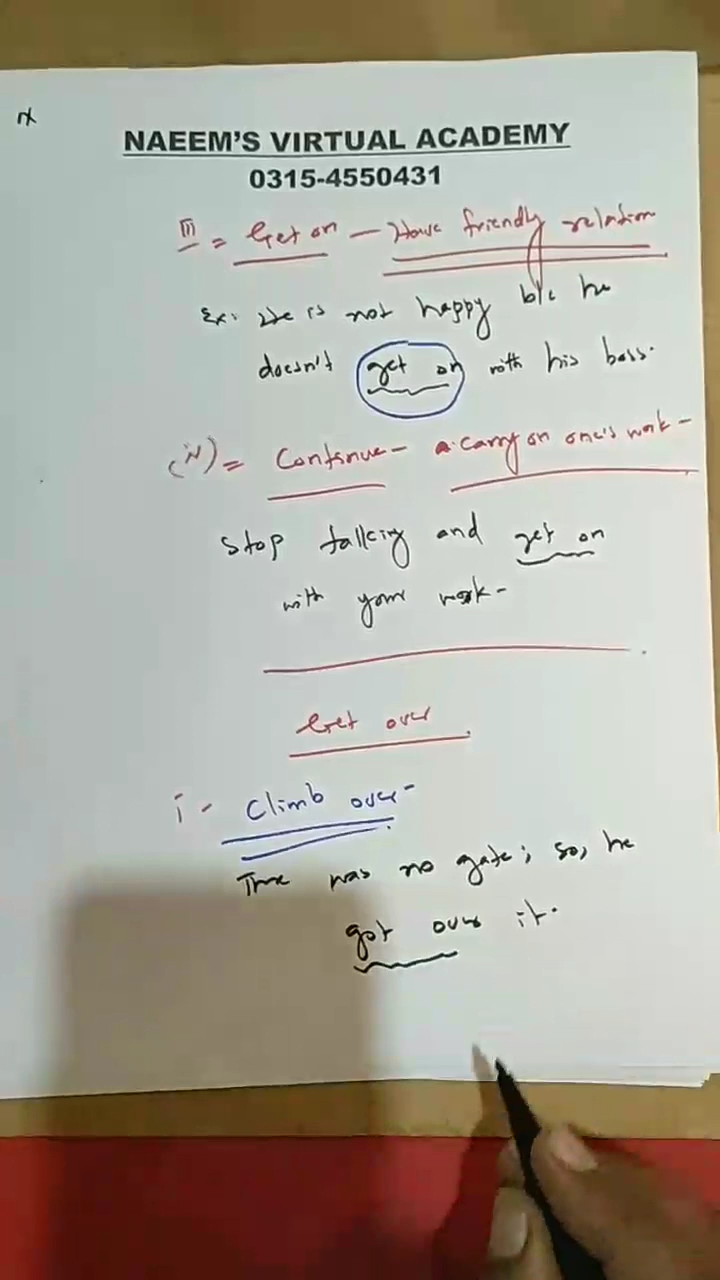 NAEEM'S VIRTUAL ACADEMY
0315-4550431
III = Get on — Have friendly relation
Ex: He is not happy b/c he
doesn't get on with his boss.
(iv) = Continue - carry on one's work -
Stop talking and get on
with your work -
Get over
i - Climb over -
There was no gate; so, he
got over it.